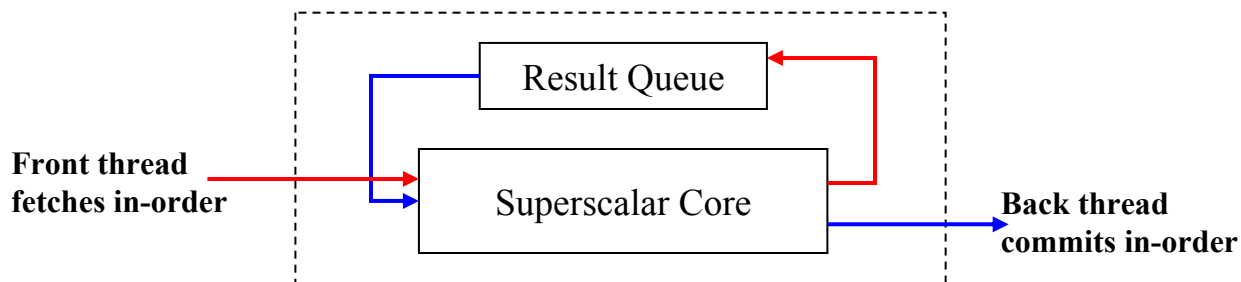 Result Queue
Front thread
fetches in-order
Superscalar Core
Back thread
commits in-order